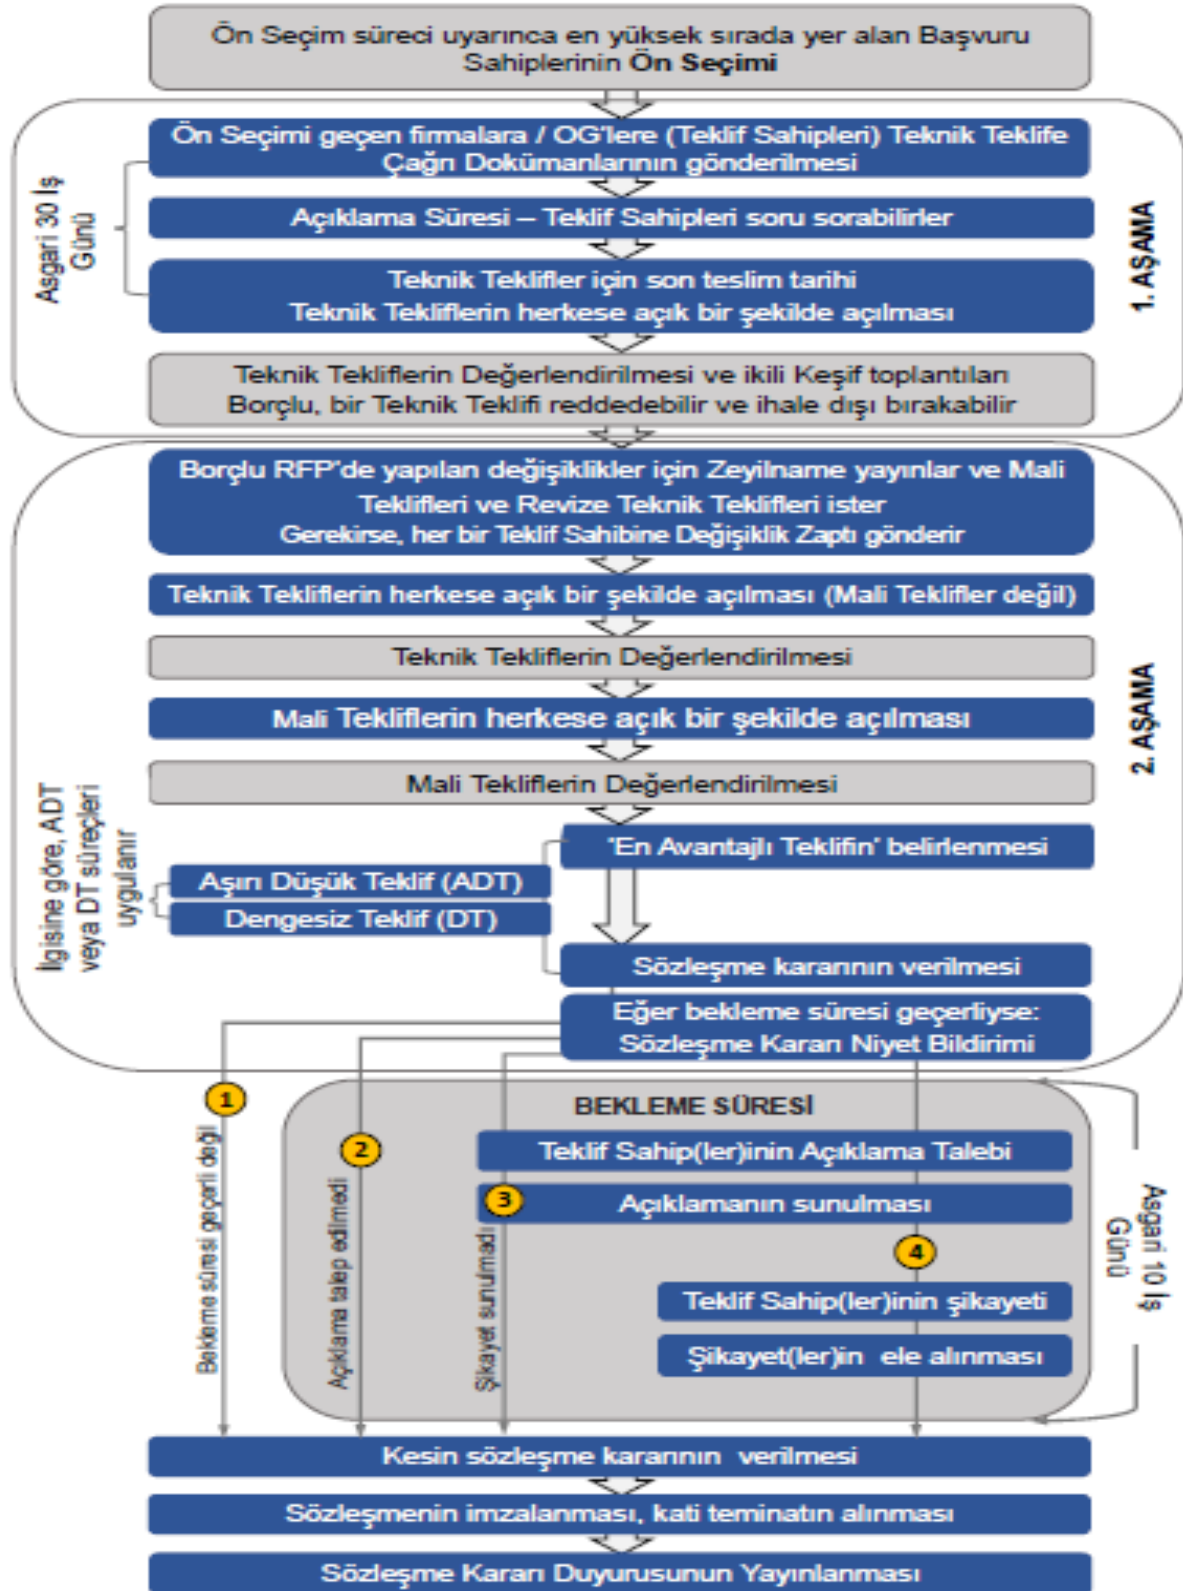 Ön Seçim süreci uyarınca en yüksek sırada yer alan Başvuru
Sahiplerinin Ön Seçimi
Ön Seçimi geçen firmalara / OG'lere (Teklif Sahipleri) Teknik Teklife
Çağrı Dokümanlarının gönderilmesi
Açıklama Süresi – Teklif Sahipleri soru sorabilirler
Teknik Teklifler için son teslim tarihi
Teknik Tekliflerin herkese açık bir şekilde açılması
Asgari 30 İş
Günü
Teknik Tekliflerin Değerlendirilmesi ve ikili Keşif toplantıları
Borçlu, bir Teknik Teklifi reddedebilir ve ihale dışı bırakabilir
1. AŞAMA
Borçlu RFP'de yapılan değişiklikler için Zeyilname yayınlar ve Mali
Teklifleri ve Revize Teknik Teklifleri ister
Gerekirse, her bir Teklif Sahibine Değişiklik Zaptı gönderir
Teknik Tekliflerin herkese açık bir şekilde açılması (Mali Teklifler değil)
Teknik Tekliflerin Değerlendirilmesi
Mali Tekliflerin herkese açık bir şekilde açılması
Mali Tekliflerin Değerlendirilmesi
2. AŞAMA
'En Avantajlı Teklifin' belirlenmesi
İlgisine göre, ADT
veya DT süreçleri
uygulanır
Aşırı Düşük Teklif (ADT)
Dengesiz Teklif (DT)
Sözleşme kararının verilmesi
Eğer bekleme süresi geçerliyse:
Sözleşme Kararı Niyet Bildirimi
1
Bekleme süresi geçerli değil
BEKLEME SÜRESİ
2
Açıklama talep edilmedi
Teklif Sahip(ler)inin Açıklama Talebi
3
Şikayet sunulmadı
Açıklamanın sunulması
4
Teklif Sahip(ler)inin şikayeti
Şikayet(ler)in ele alınması
Asgari 10 İş
Günü
Kesin sözleşme kararının verilmesi
Sözleşmenin imzalanması, kati teminatın alınması
Sözleşme Kararı Duyurusunun Yayınlanması